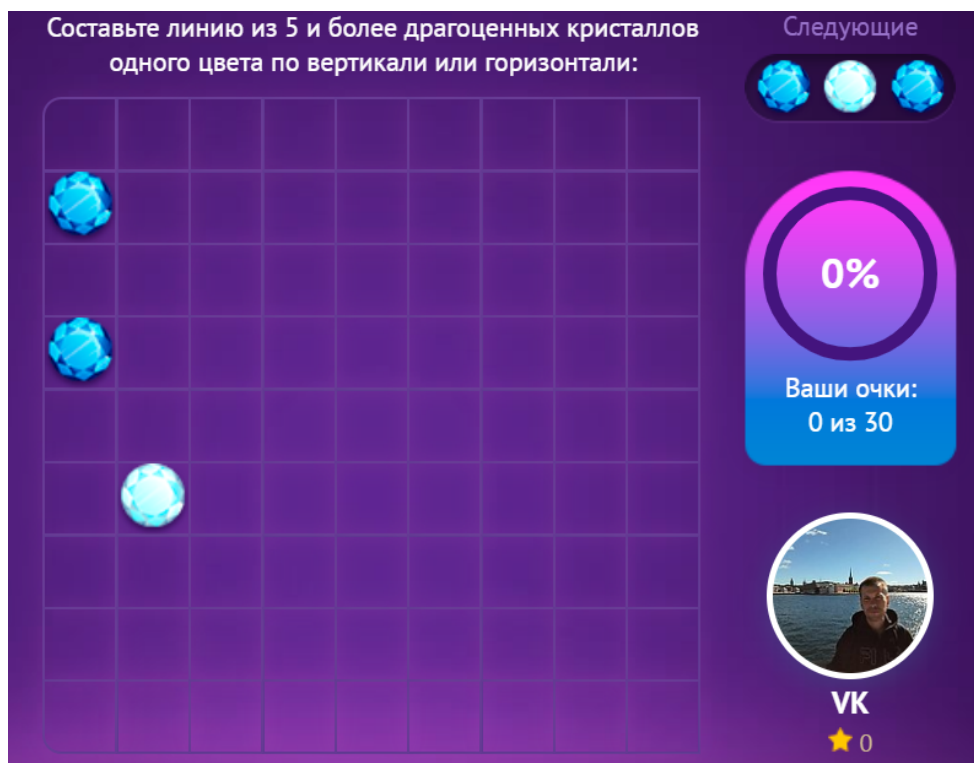 Составьте линию из 5 и более драгоценных кристаллов
одного цвета по вертикали или горизонтали:
Следующие
0%
Ваши очки:
0 из 30
VK
0